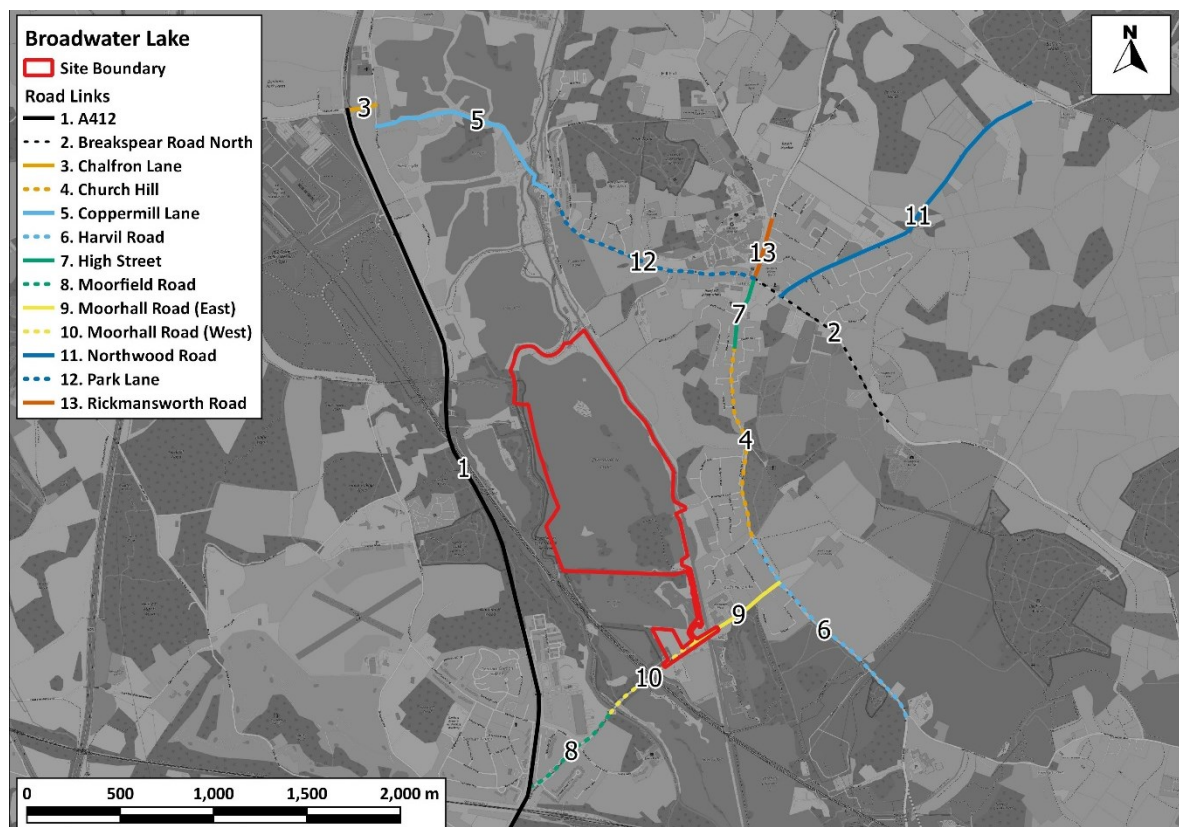 Broadwater Lake
Site Boundary
Road Links
1. A412
2. Breakspear Road North
3. Chalfron Lane
4. Church Hill
5. Coppermill Lane
6. Harvil Road
7. High Street
8. Moorfield Road
9. Moorhall Road (East)
10. Moorhall Road (West)
11. Northwood Road
12. Park Lane
13. Rickmansworth Road
N
3
5
11
13
12
7
2
4
1
9
6
10
8
0 500 1,000 1,500 2,000 m